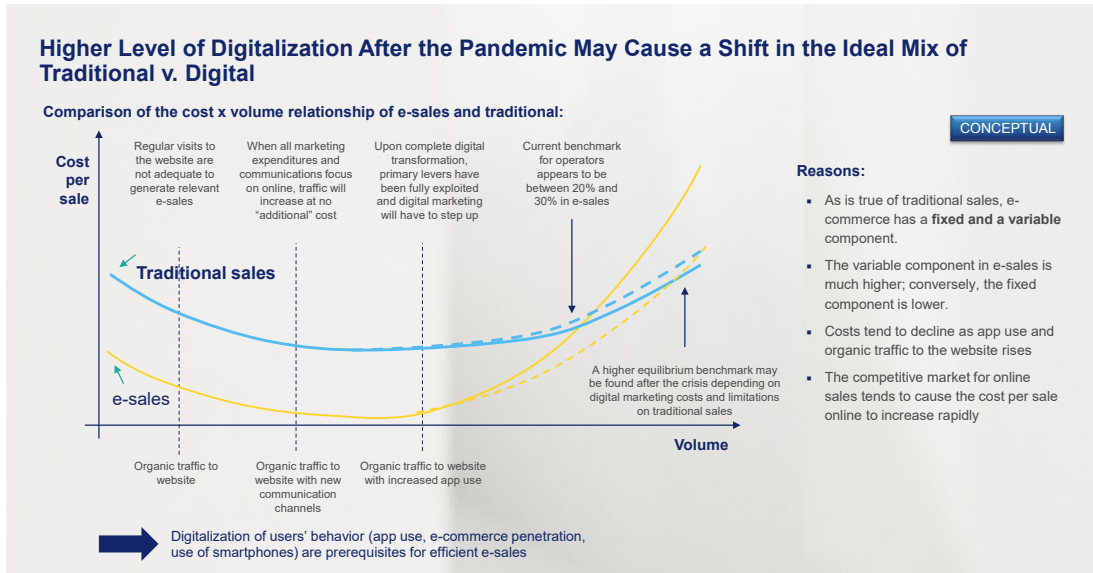 Higher Level of Digitalization After the Pandemic May Cause a Shift in the Ideal Mix of
Traditional v. Digital
Comparison of the cost x volume relationship of e-sales and traditional:
CONCEPTUAL
Cost
per
sale
Regular visits to
the website are
not adequate to
generate relevant
e-sales
When all marketing
expenditures and
communications focus
on online, traffic will
increase at no
“additional” cost
Upon complete digital
transformation,
primary levers have
been fully exploited
and digital marketing
will have to step up
Current benchmark
for operators
appears to be
between 20% and
30% in e-sales
Traditional sales
e-sales
A higher equilibrium benchmark may
be found after the crisis depending on
digital marketing costs and limitations
on traditional sales
Volume
Organic traffic to
website
Organic traffic to
website with new
communication
channels
Organic traffic to website
with increased app use
Digitalization of users’ behavior (app use, e-commerce penetration,
use of smartphones) are prerequisites for efficient e-sales
Reasons:
▪ As is true of traditional sales, e-
commerce has a fixed and a variable
component.
▪ The variable component in e-sales is
much higher; conversely, the fixed
component is lower.
▪ Costs tend to decline as app use and
organic traffic to the website rises
▪ The competitive market for online
sales tends to cause the cost per sale
online to increase rapidly